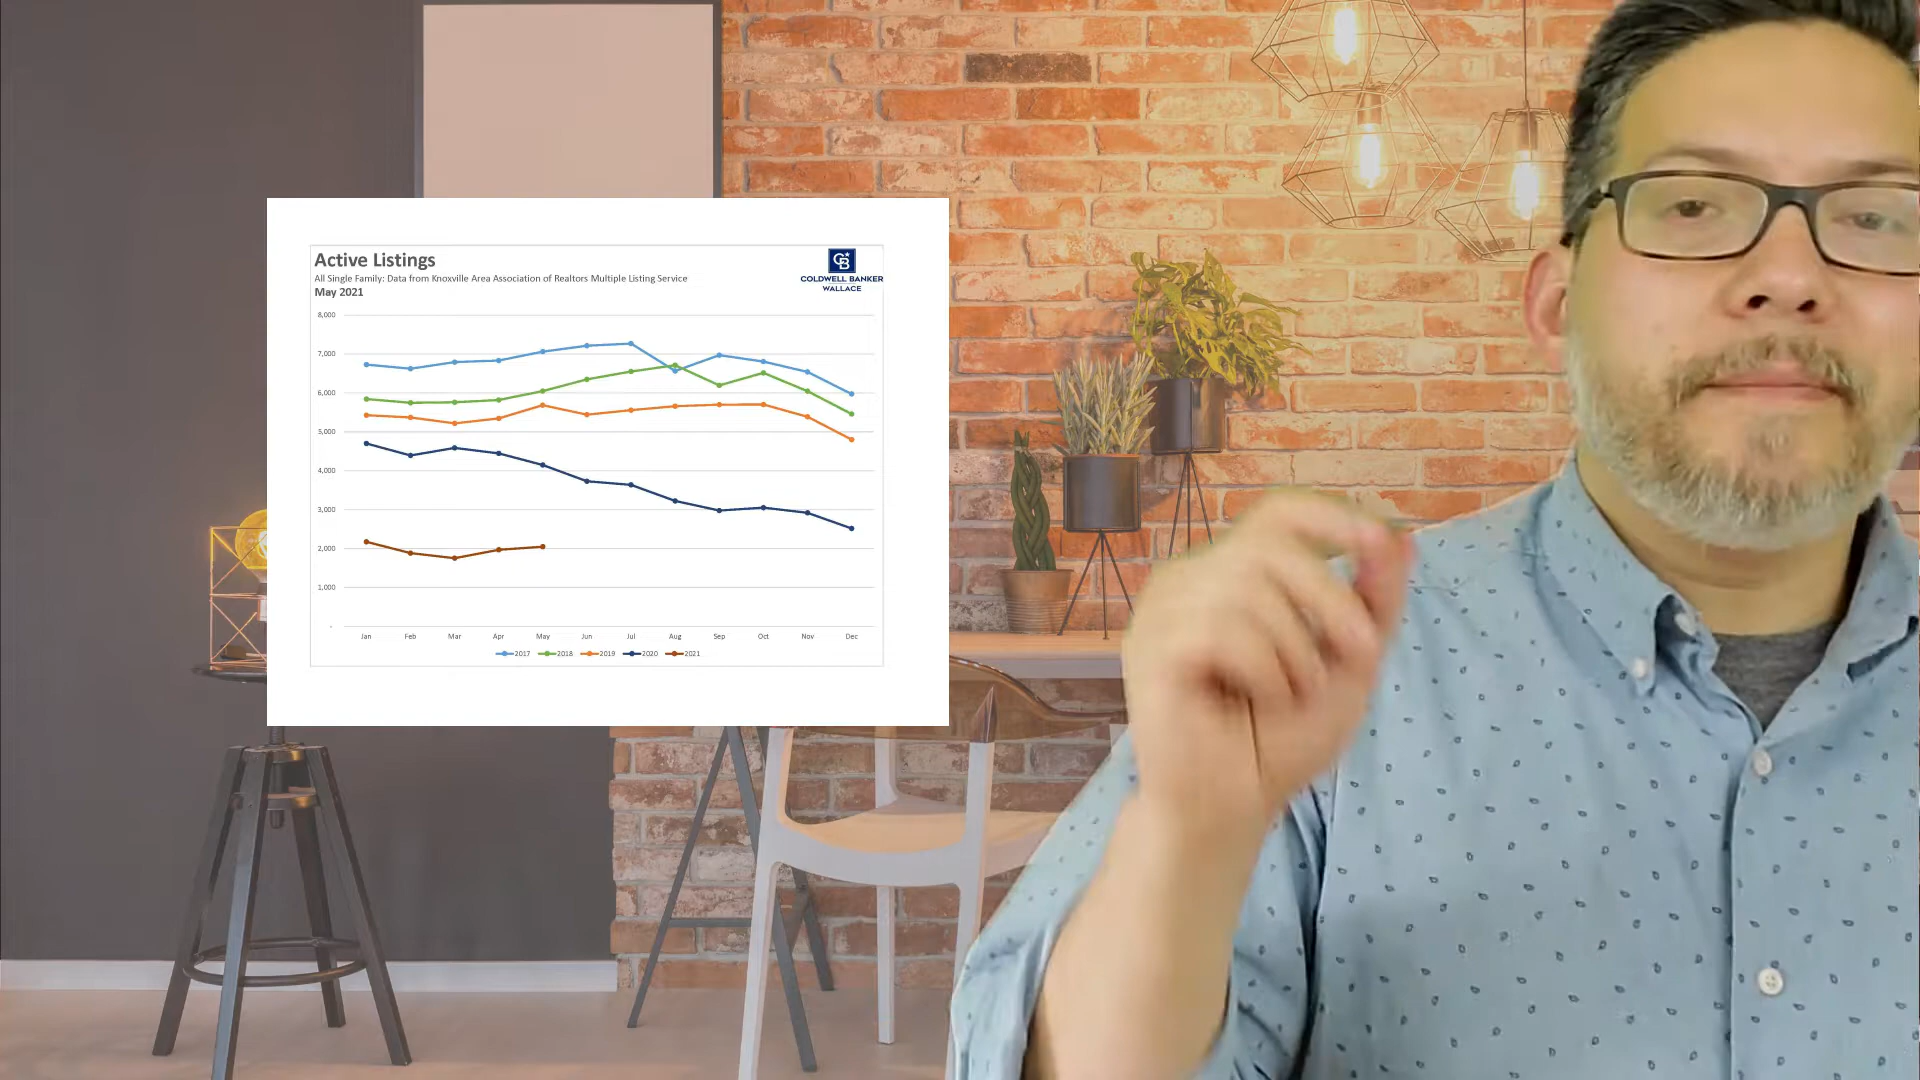 Active Listings
All Single Family: Data from Knoxville Area Association of Realtors Multiple Listing Service
May 2021
CB
COLDWELL BANKER
WALLACE
8,000
7,000
6,000
5,000
4,000
3,000
2,000
1,000
-
Jan Feb Mar Apr May Jun Jul Aug Sep Oct Nov Dec
2017 2018 2019 2020 2021